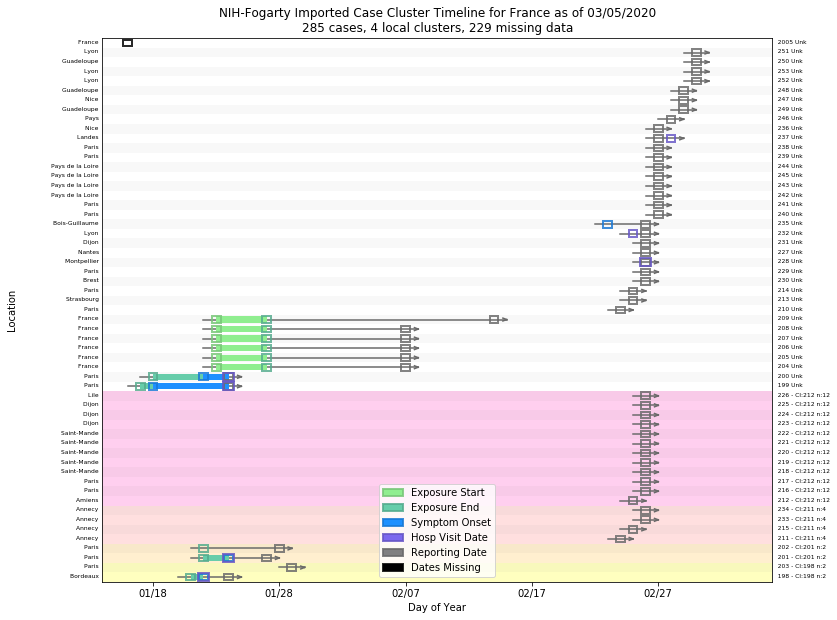 NIH-Fogarty Imported Case Cluster Timeline for France as of 03/05/2020
285 cases, 4 local clusters, 229 missing data
France 2005 Unk
Lyon 251 Unk
Guadeloupe 250 Unk
Lyon 253 Unk
Lyon 252 Unk
Guadeloupe 248 Unk
Nice 247 Unk
Guadeloupe 249 Unk
Pays 246 Unk
Nice 236 Unk
Landes 237 Unk
Paris 238 Unk
Paris 239 Unk
Pays de la Loire 244 Unk
Pays de la Loire 245 Unk
Pays de la Loire 243 Unk
Pays de la Loire 242 Unk
Paris 241 Unk
Paris 240 Unk
Bois-Guillaume 235 Unk
Lyon 232 Unk
Dijon 231 Unk
Nantes 227 Unk
Montpellier 228 Unk
Paris 229 Unk
Brest 230 Unk
Paris 214 Unk
Strasbourg 213 Unk
Paris 210 Unk
France 209 Unk
France 208 Unk
France 207 Unk
France 206 Unk
France 205 Unk
France 204 Unk
Paris 200 Unk
Paris 199 Unk
Lille 226 - Cl:212 n:12
Dijon 225 - Cl:212 n:12
Dijon 224 - Cl:212 n:12
Dijon 223 - Cl:212 n:12
Saint-Mande 222 - Cl:212 n:12
Saint-Mande 221 - Cl:212 n:12
Saint-Mande 220 - Cl:212 n:12
Saint-Mande 219 - Cl:212 n:12
Saint-Mande 218 - Cl:212 n:12
Paris 217 - Cl:212 n:12
Paris 216 - Cl:212 n:12
Amiens 212 - Cl:212 n:12
Annecy 234 - Cl:211 n:4
Annecy 233 - Cl:211 n:4
Annecy 215 - Cl:211 n:4
Annecy 211 - Cl:211 n:4
Paris 202 - Cl:201 n:2
Paris 201 - Cl:201 n:2
Paris 203 - Cl:198 n:2
Bordeaux 198 - Cl:198 n:2
Location
Exposure Start
Exposure End
Symptom Onset
Hosp Visit Date
Reporting Date
Dates Missing
01/18 01/28 02/07 02/17 02/27
Day of Year